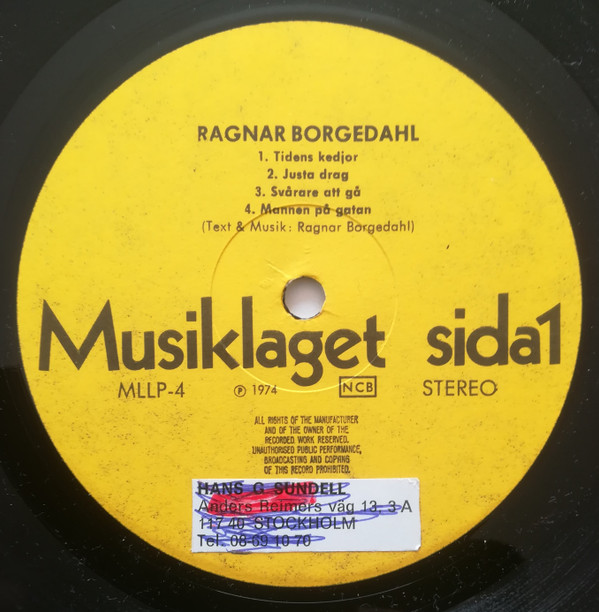 RAGNAR BORGEDAHL
1. Tidens kedjor
2. Justa drag
3. Svårare att gå
4. Mannen på gatan
(Text & Musik: Ragnar Borgedahl)
Musiklaget sida1
MLLP-4 ℗ 1974 NCB STEREO
ALL RIGHTS OF THE MANUFACTURER
AND OF THE OWNER OF THE
RECORDED WORK RESERVED.
UNAUTHORISED PUBLIC PERFORMANCE,
BROADCASTING AND COPYING
OF THIS RECORD PROHIBITED.
HANS G SUNDELL
Anders Reimers väg 13, 3 A
117 40 STOCKHOLM
Tel. 08-69 10 70